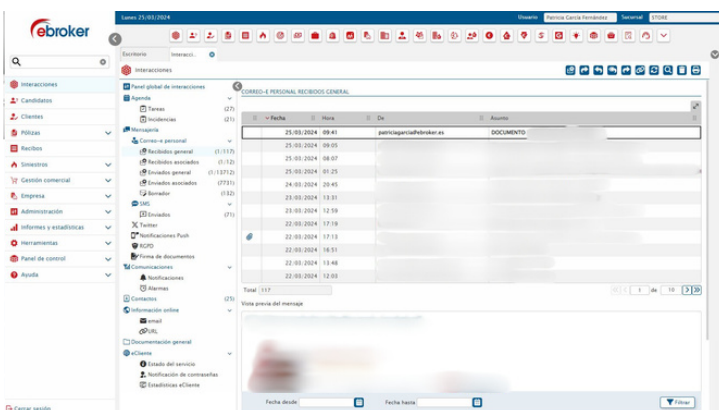 Lunes 25/03/2024
Usuario Patricia García Fernández Sucursal STORE
ebroker
Escritorio Interacci..
Interacciones
Interacciones
Candidatos
Clientes
Pólizas
Recibos
Siniestros
Gestión comercial
Empresa
Administración
Informes y estadísticas
Herramientas
Panel de control
Ayuda
Cerrar sesión
Panel global de interacciones
Agenda
Tareas (27)
Incidencias (21)
Mensajería
Correo-e personal
Recibidos general (1/117)
Recibidos asociados (1/12)
Enviados general (1/13712)
Enviados asociados (7731)
Borrador (132)
SMS
Enviados (71)
Twitter
Notificaciones Push
RGPD
Firma de documentos
Comunicaciones
Notificaciones
Alarmas
Contactos (25)
Información online
email
URL
Documentación general
eCliente
Estado del servicio
Notificación de contraseñas
Estadísticas eCliente
CORREO-E PERSONAL RECIBIDOS GENERAL
Fecha Hora De Asunto
25/03/2024 09:41 patriciagarcia@ebroker.es DOCUMENTO
25/03/2024 09:05
25/03/2024 08:07
25/03/2024 01:25
24/03/2024 20:45
23/03/2024 13:31
23/03/2024 12:59
22/03/2024 17:19
22/03/2024 17:13
22/03/2024 16:51
22/03/2024 13:48
22/03/2024 12:03
Total 117
1 de 10
Vista previa del mensaje
Fecha desde Fecha hasta Filtrar